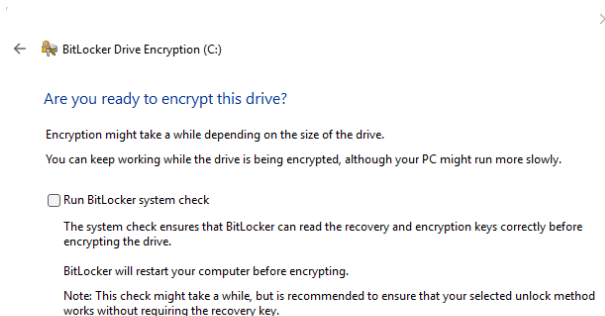 BitLocker Drive Encryption (C:)
Are you ready to encrypt this drive?
Encryption might take a while depending on the size of the drive.
You can keep working while the drive is being encrypted, although your PC might run more slowly.
Run BitLocker system check
The system check ensures that BitLocker can read the recovery and encryption keys correctly before
encrypting the drive.
BitLocker will restart your computer before encrypting.
Note: This check might take a while, but is recommended to ensure that your selected unlock method
works without requiring the recovery key.